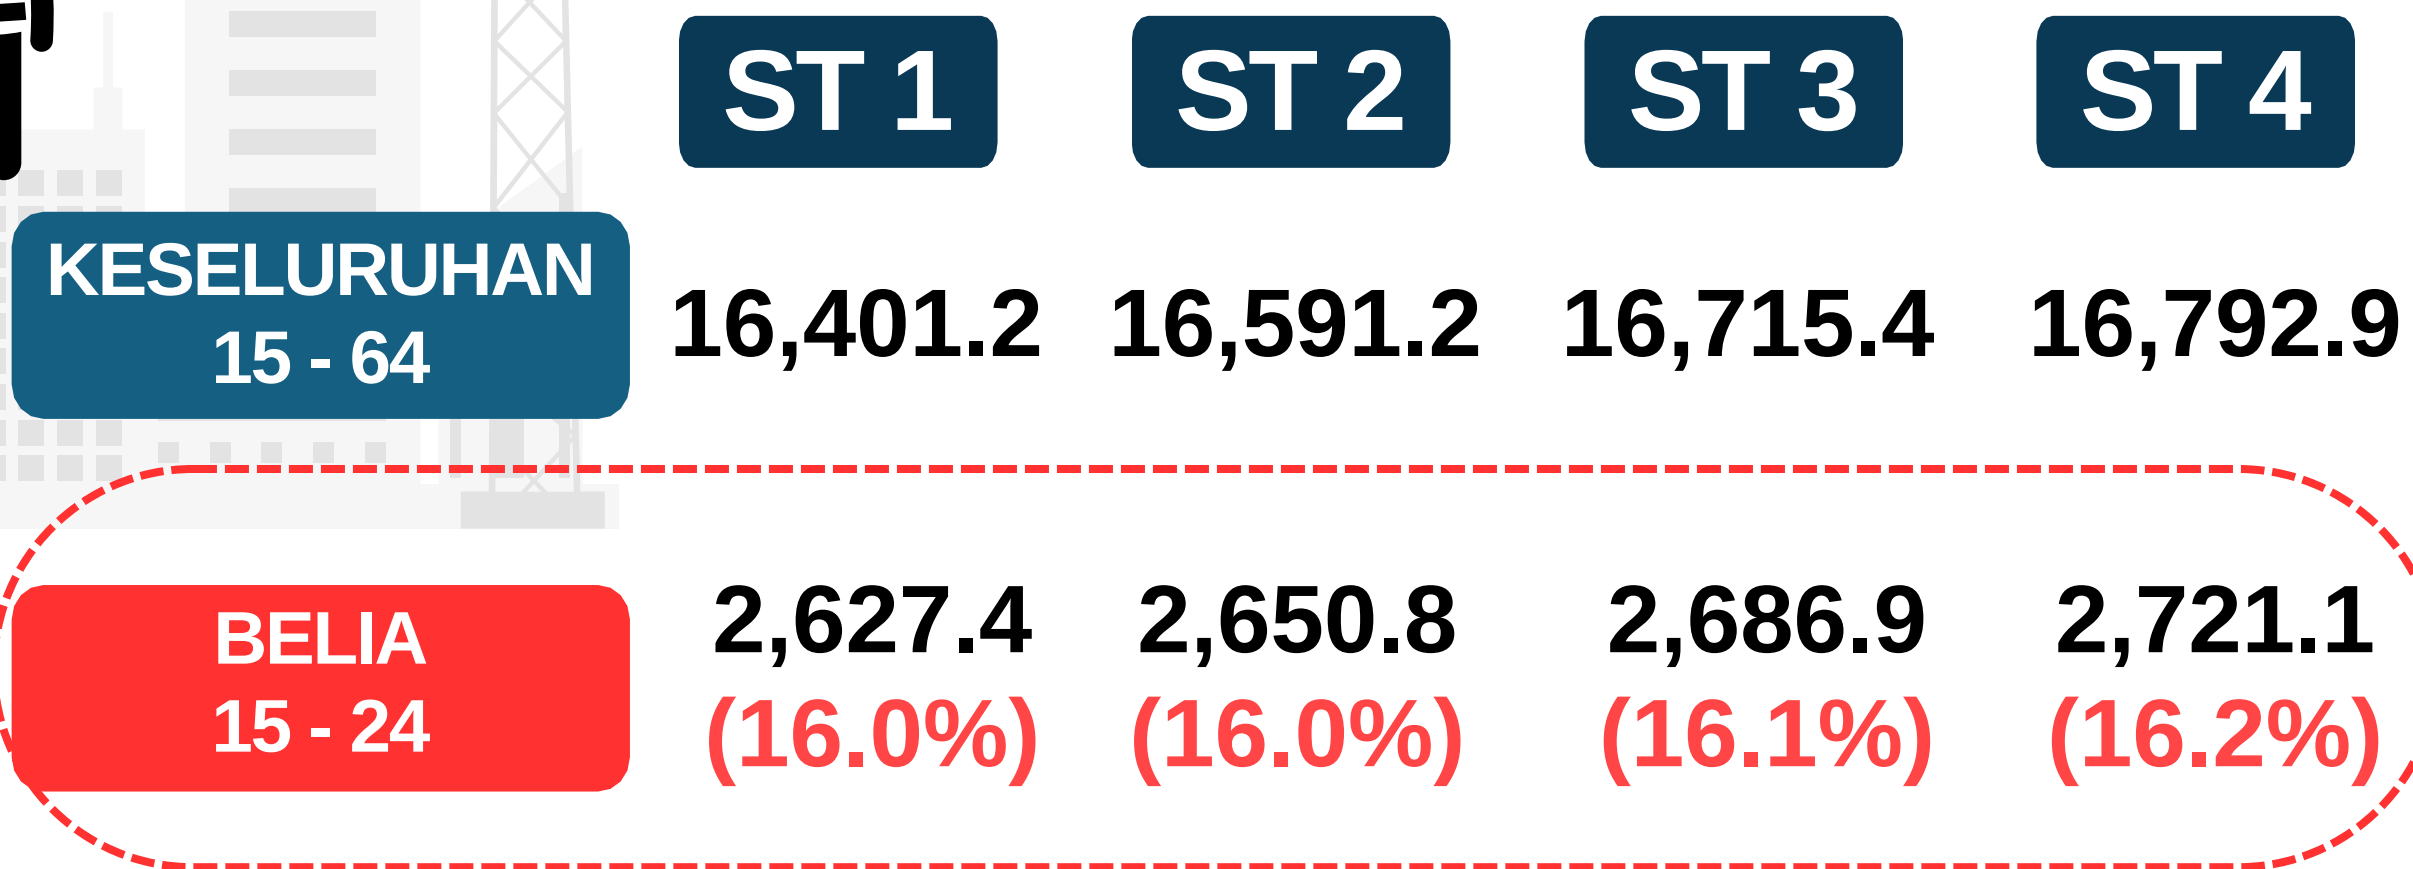 ST 1 ST 2 ST 3 ST 4
KESELURUHAN
15 - 64
16,401.2 16,591.2 16,715.4 16,792.9
BELIA
15 - 24
2,627.4 2,650.8 2,686.9 2,721.1
(16.0%) (16.0%) (16.1%) (16.2%)